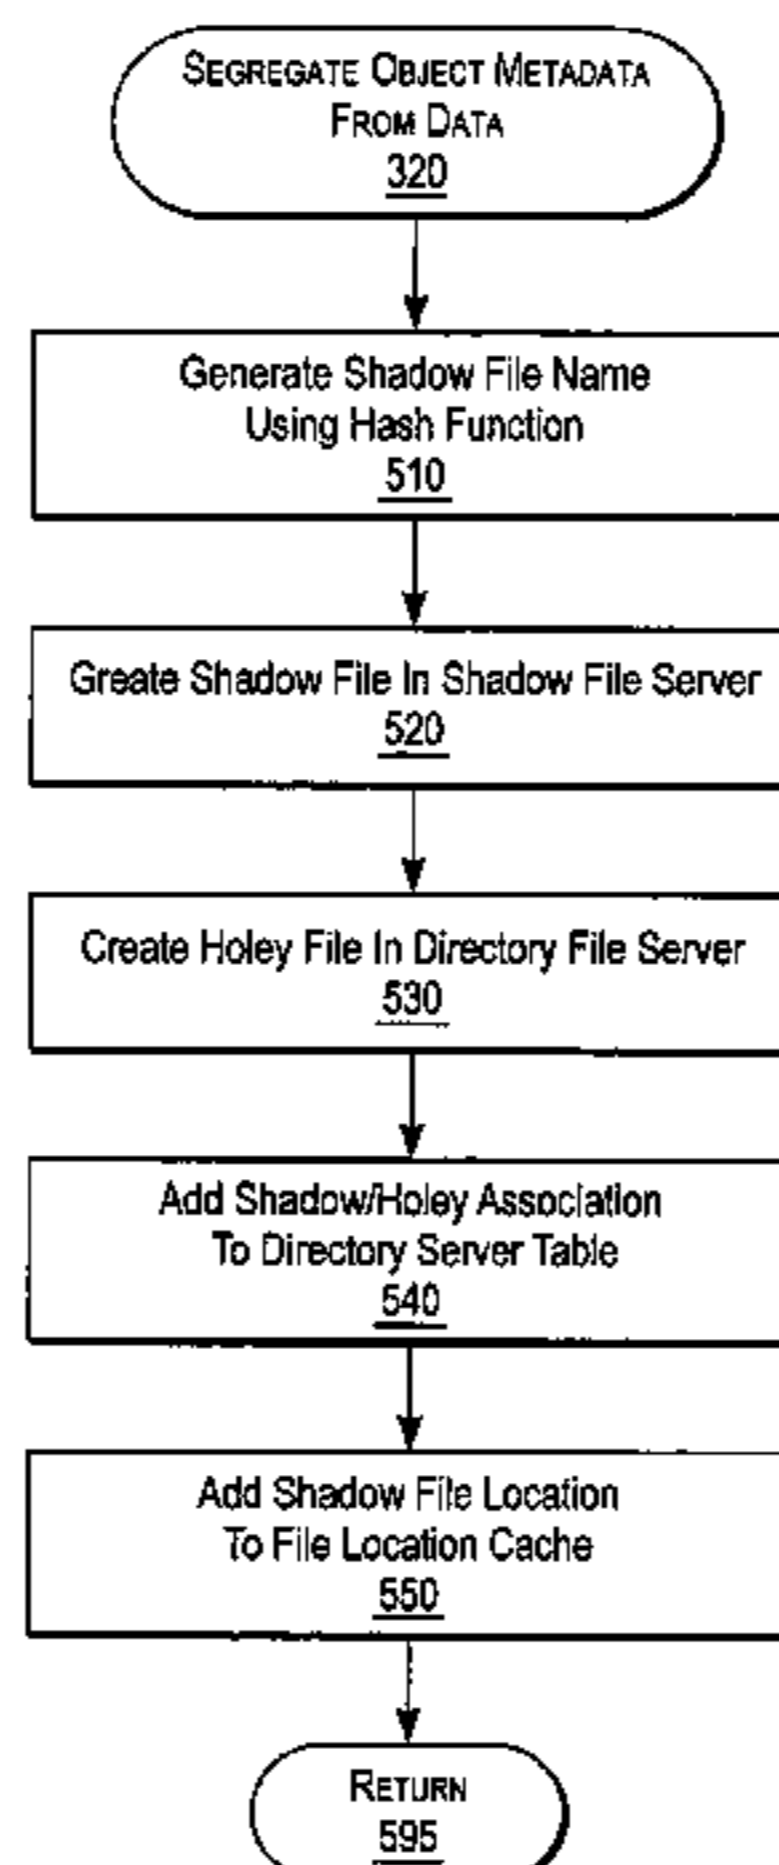 SEGREGATE OBJECT METADATA
FROM DATA
320
Generate Shadow File Name
Using Hash Function
510
Greate Shadow File In Shadow File Server
520
Create Holey File In Directory File Server
530
Add Shadow/Holey Association
To Directory Server Table
540
Add Shadow File Location
To File Location Cache
550
RETURN
595